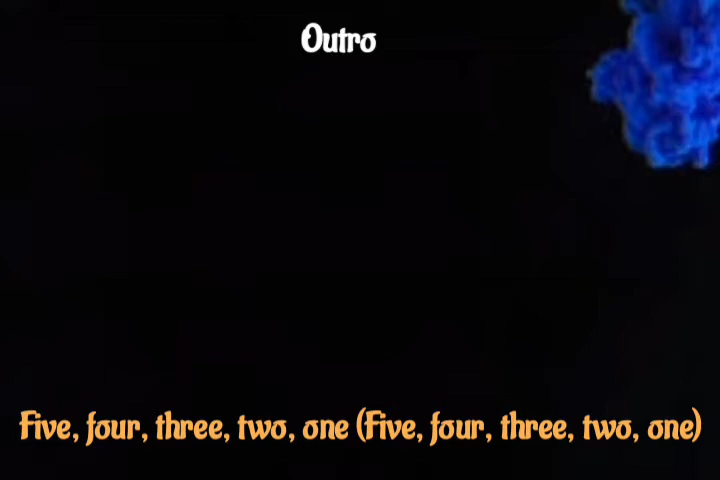 Outro
Five, four, three, two, one (Five, four, three, two, one)